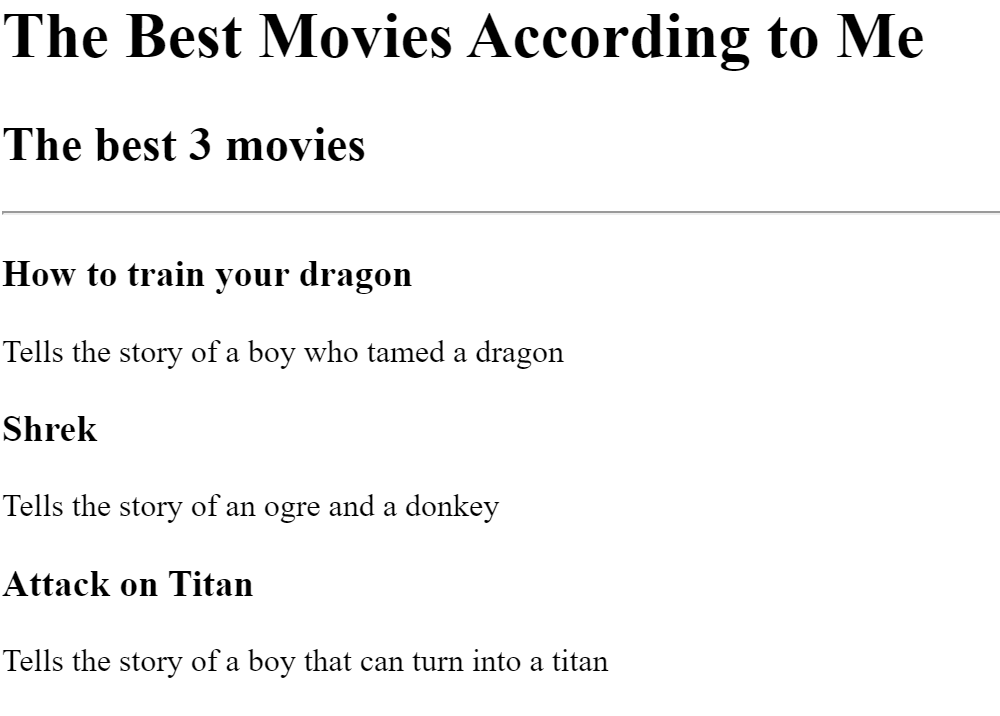 The Best Movies According to Me
The best 3 movies
How to train your dragon
Tells the story of a boy who tamed a dragon
Shrek
Tells the story of an ogre and a donkey
Attack on Titan
Tells the story of a boy that can turn into a titan